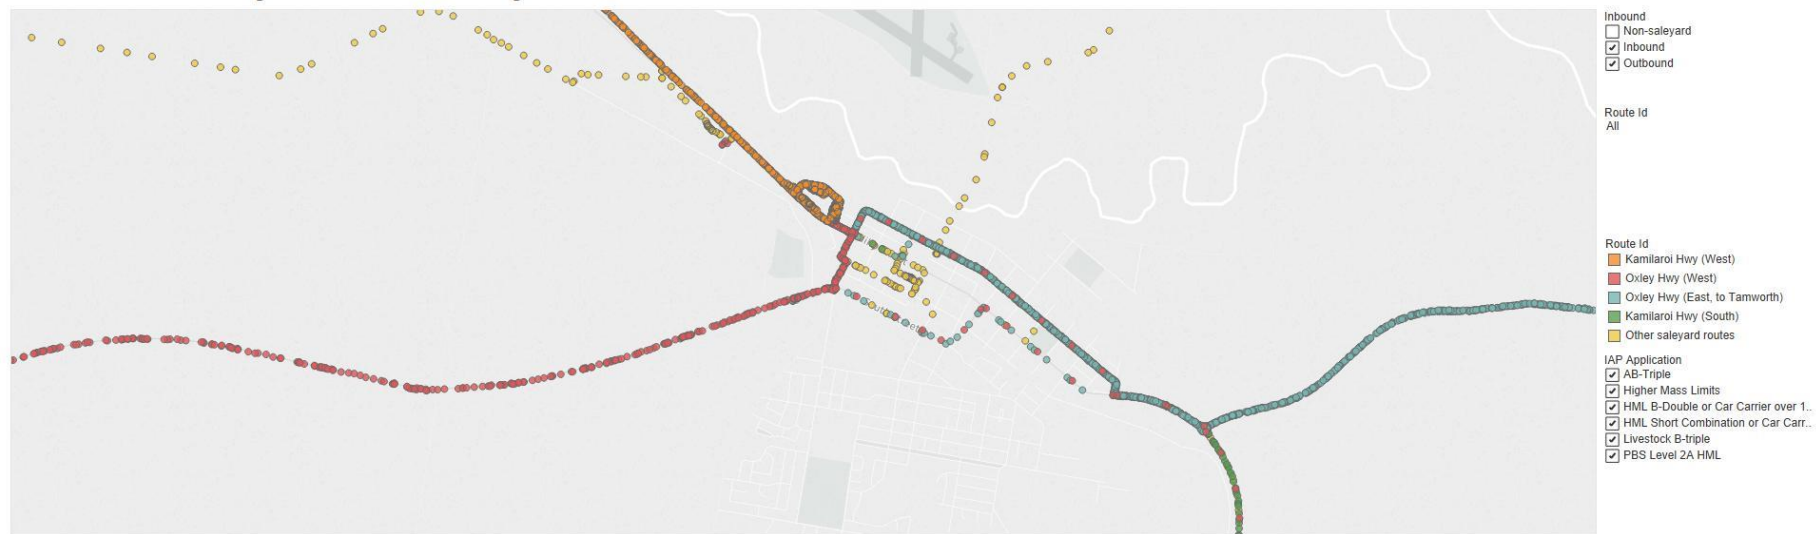 Inbound
Non-saleyard
Inbound
Outbound
Route Id
All
Route Id
Kamilaroi Hwy (West)
Oxley Hwy (West)
Oxley Hwy (East, to Tamworth)
Kamilaroi Hwy (South)
Other saleyard routes
IAP Application
AB-Triple
Higher Mass Limits
HML B-Double or Car Carrier over 1..
HML Short Combination or Car Carr..
Livestock B-triple
PBS Level 2A HML